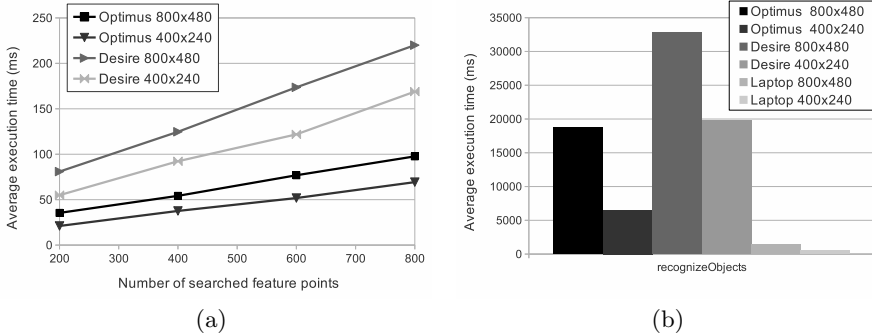 250
200
150
100
50
0
200 300 400 500 600 700 800
Average execution time (ms)
Number of searched feature points
Optimus 800x480
Optimus 400x240
Desire 800x480
Desire 400x240
(a)
35000
30000
25000
20000
15000
10000
5000
0
Average execution time (ms)
recognizeObjects
Optimus 800x480
Optimus 400x240
Desire 800x480
Desire 400x240
Laptop 800x480
Laptop 400x240
(b)